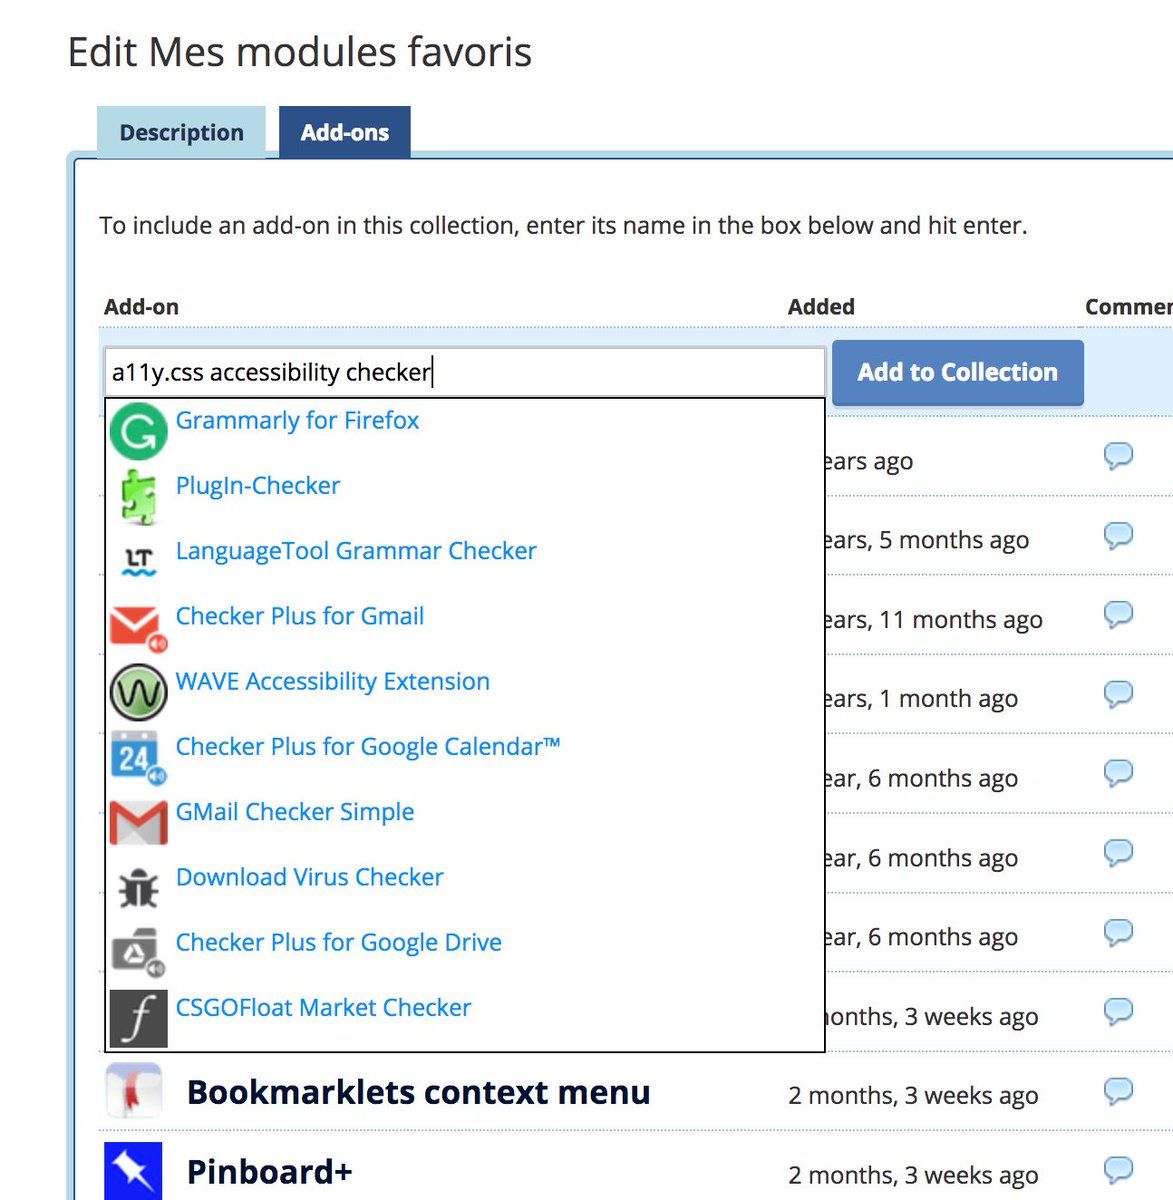 Edit Mes modules favoris
Description Add-ons
To include an add-on in this collection, enter its name in the box below and hit enter.
Add-on Added Commen
a11y.css accessibility checker Add to Collection
Grammarly for Firefox
ears ago
PlugIn-Checker
ears, 5 months ago
LanguageTool Grammar Checker
Checker Plus for Gmail
ears, 11 months ago
WAVE Accessibility Extension
ears, 1 month ago
Checker Plus for Google Calendar™
ear, 6 months ago
GMail Checker Simple
ear, 6 months ago
Download Virus Checker
Checker Plus for Google Drive
ear, 6 months ago
CSGOFloat Market Checker
onths, 3 weeks ago
Bookmarklets context menu 2 months, 3 weeks ago
Pinboard+ 2 months, 3 weeks ago
LT
24